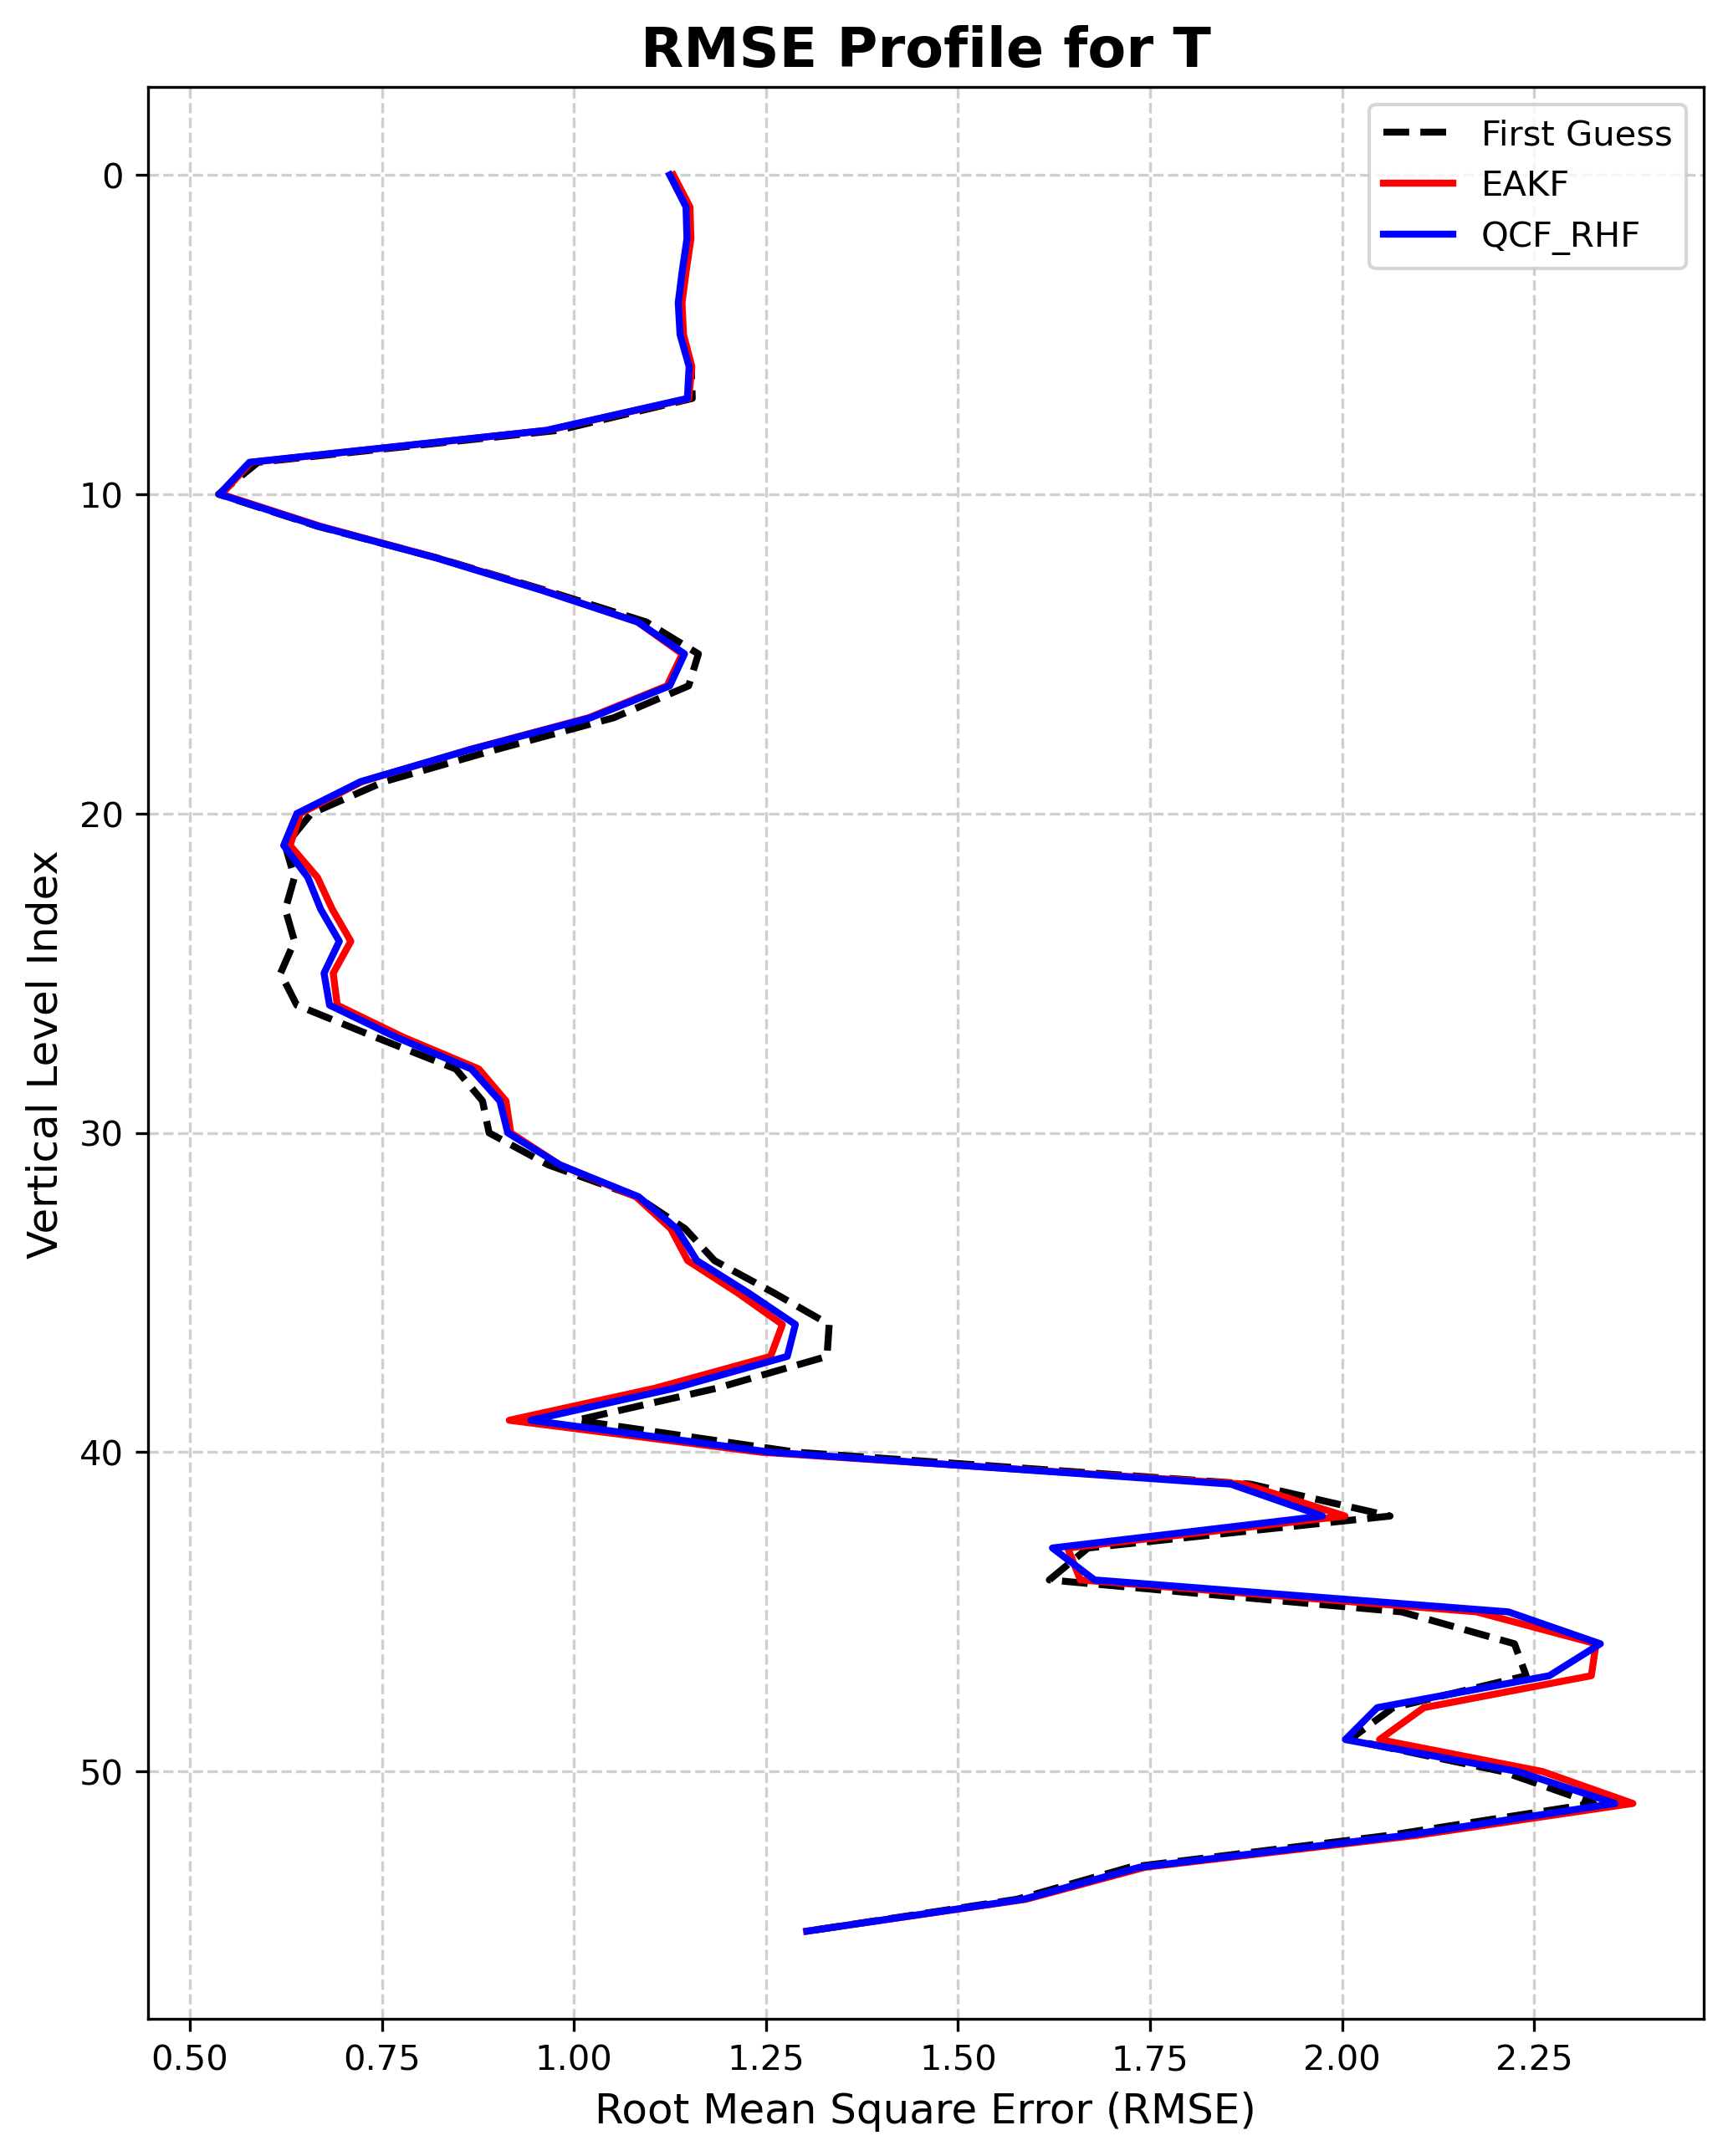 RMSE Profile for T
First Guess
EAKF
QCF_RHF
Vertical Level Index
0
10
20
30
40
50
0.50 0.75 1.00 1.25 1.50 1.75 2.00 2.25
Root Mean Square Error (RMSE)